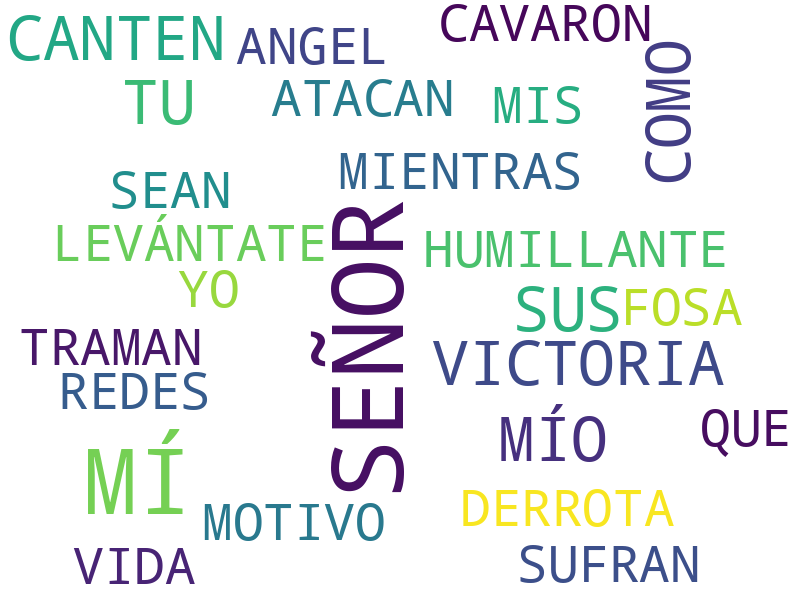 CANTEN
ANGEL
CAVARON
COMO
TU
ATACAN
MIS
MIENTRAS
SEAN
LEVÁNTATE
SEÑOR
HUMILLANTE
YO
SUS
FOSA
TRAMAN
VICTORIA
REDES
MÍO
QUE
MÍ
MOTIVO
DERROTA
VIDA
SUFRAN